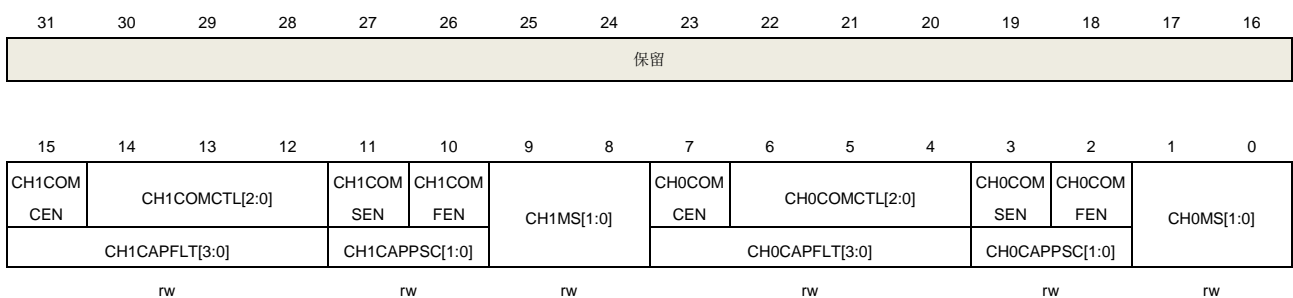 31 30 29 28 27 26 25 24 23 22 21 20 19 18 17 16
保留
15 14 13 12 11 10 9 8 7 6 5 4 3 2 1 0
CH1COM CEN CH1COMCTL[2:0] CH1COM SEN CH1COM FEN CH1MS[1:0] CH0COM CEN CH0COMCTL[2:0] CH0COM SEN CH0COM FEN CH0MS[1:0]
CH1CAPFLT[3:0] CH1CAPPSC[1:0] CH0CAPFLT[3:0] CH0CAPPSC[1:0]
rw rw rw rw rw rw